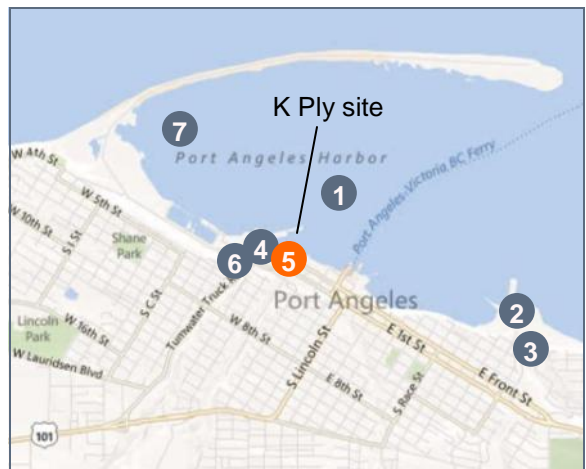 K Ply site
7
Port Angeles Harbor
1
Port Angeles-Victoria BC Ferry
W 4th St
W 5th St
W 10th St
S I St
Shane
Park
4
5
6
Port Angeles
2
3
S C St
Tumwater Truck
Lincoln
Park
W 16th St
W 8th St
S Lincoln St
E 1st St
W Lauridsen Blvd
E 8th St
S Race St
E Front St
101